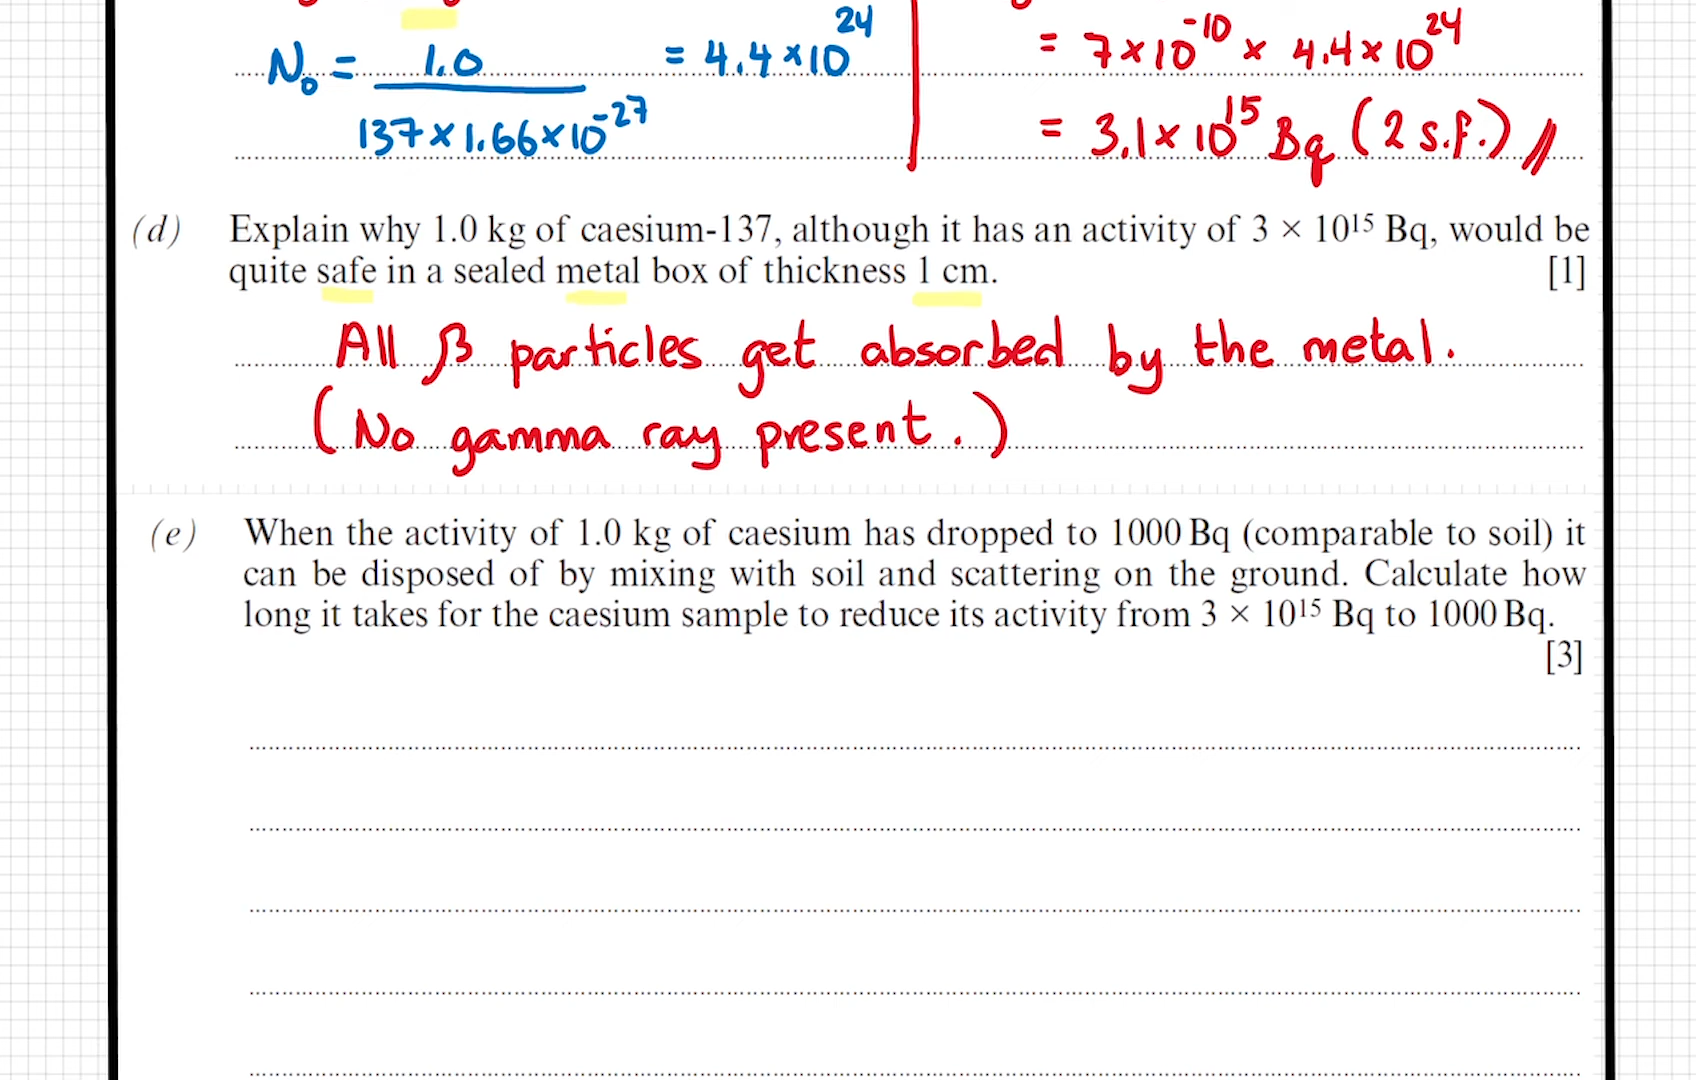 N₀ = 1.0 / 137 × 1.66 × 10⁻²⁷ = 4.4 × 10²⁴
= 7 × 10⁻¹⁰ × 4.4 × 10²⁴
= 3.1 × 10¹⁵ Bq (2 s.f.) //
(d) Explain why 1.0 kg of caesium-137, although it has an activity of 3 × 10¹⁵ Bq, would be
quite safe in a sealed metal box of thickness 1 cm. [1]
All β particles get absorbed by the metal.
(No gamma ray present.)
(e) When the activity of 1.0 kg of caesium has dropped to 1000 Bq (comparable to soil) it
can be disposed of by mixing with soil and scattering on the ground. Calculate how
long it takes for the caesium sample to reduce its activity from 3 × 10¹⁵ Bq to 1000 Bq.
[3]